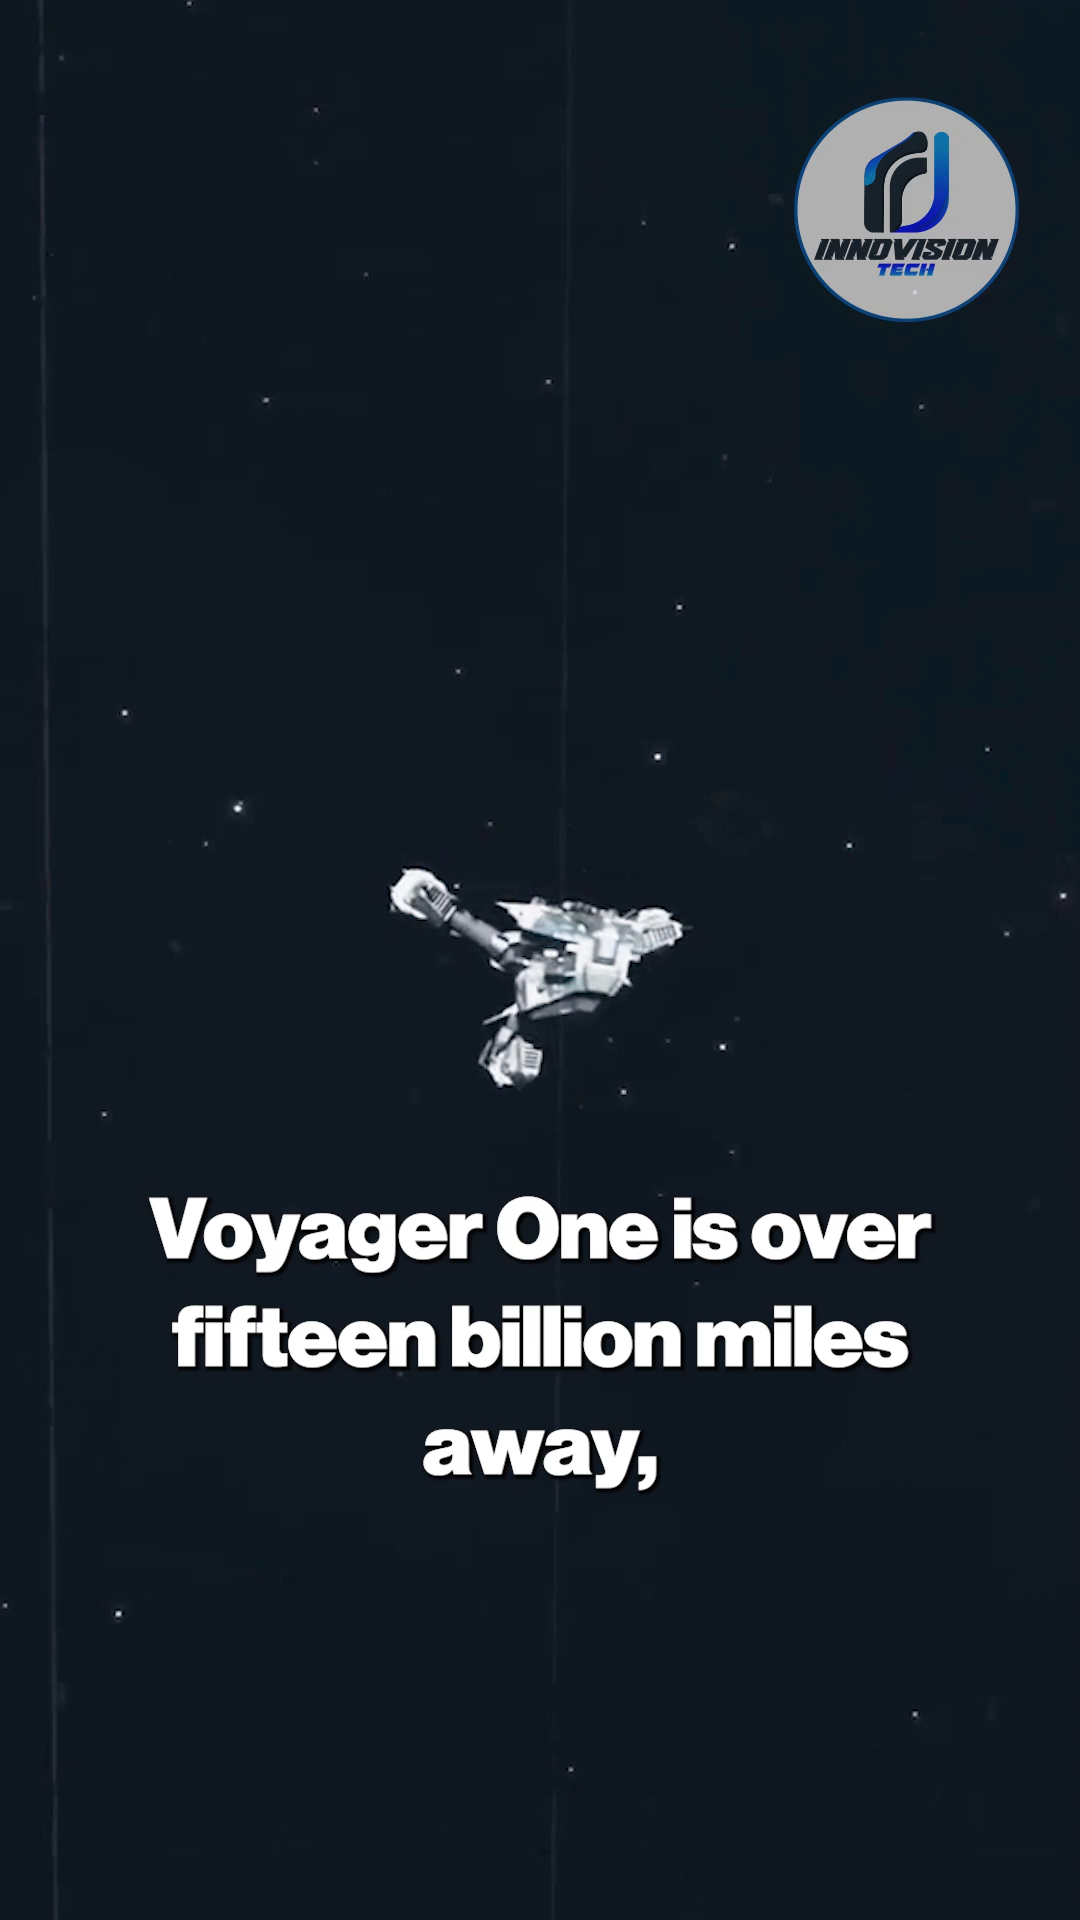 INNOVISION
TECH
Voyager One is over
fifteen billion miles
away,